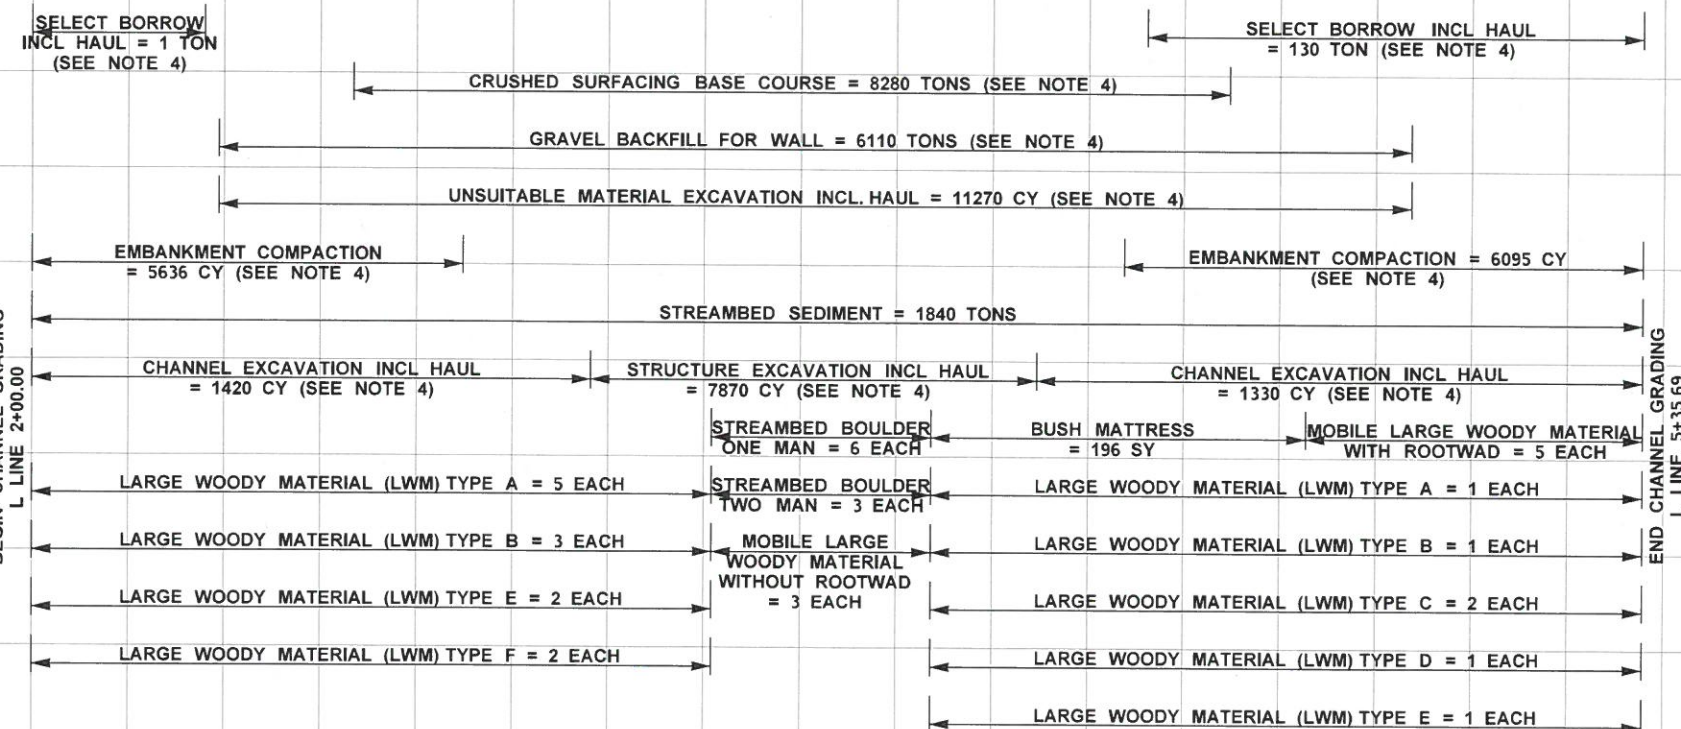 SELECT BORROW
INCL HAUL = 1 TON
(SEE NOTE 4)
SELECT BORROW INCL HAUL
= 130 TON (SEE NOTE 4)
CRUSHED SURFACING BASE COURSE = 8280 TONS (SEE NOTE 4)
GRAVEL BACKFILL FOR WALL = 6110 TONS (SEE NOTE 4)
UNSUITABLE MATERIAL EXCAVATION INCL. HAUL = 11270 CY (SEE NOTE 4)
EMBANKMENT COMPACTION
= 5636 CY (SEE NOTE 4)
EMBANKMENT COMPACTION = 6095 CY
(SEE NOTE 4)
STREAMBED SEDIMENT = 1840 TONS
CHANNEL EXCAVATION INCL HAUL
= 1420 CY (SEE NOTE 4)
STRUCTURE EXCAVATION INCL HAUL
= 7870 CY (SEE NOTE 4)
CHANNEL EXCAVATION INCL HAUL
= 1330 CY (SEE NOTE 4)
STREAMBED BOULDER
ONE MAN = 6 EACH
BUSH MATTRESS
= 196 SY
MOBILE LARGE WOODY MATERIAL
WITH ROOTWAD = 5 EACH
LARGE WOODY MATERIAL (LWM) TYPE A = 5 EACH
STREAMBED BOULDER
TWO MAN = 3 EACH
LARGE WOODY MATERIAL (LWM) TYPE A = 1 EACH
LARGE WOODY MATERIAL (LWM) TYPE B = 3 EACH
MOBILE LARGE
WOODY MATERIAL
WITHOUT ROOTWAD
= 3 EACH
LARGE WOODY MATERIAL (LWM) TYPE B = 1 EACH
LARGE WOODY MATERIAL (LWM) TYPE E = 2 EACH
LARGE WOODY MATERIAL (LWM) TYPE C = 2 EACH
LARGE WOODY MATERIAL (LWM) TYPE F = 2 EACH
LARGE WOODY MATERIAL (LWM) TYPE D = 1 EACH
LARGE WOODY MATERIAL (LWM) TYPE E = 1 EACH
L LINE 2+00.00
END CHANNEL GRADING
L LINE 5+35.69